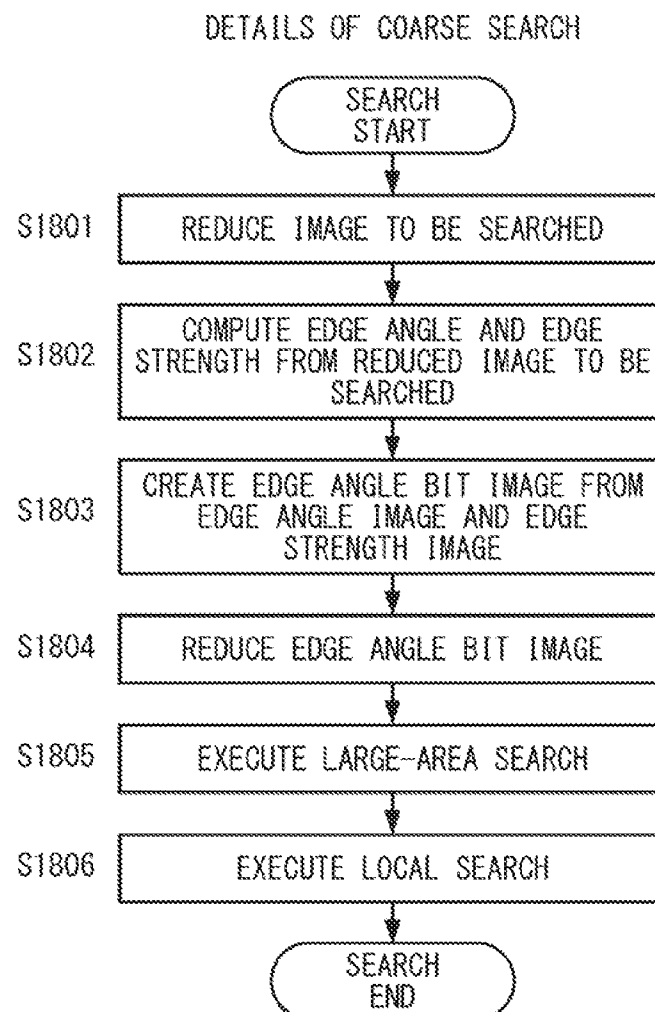 DETAILS OF COARSE SEARCH
SEARCH
START
S1801
REDUCE IMAGE TO BE SEARCHED
S1802
COMPUTE EDGE ANGLE AND EDGE
STRENGTH FROM REDUCED IMAGE TO BE
SEARCHED
S1803
CREATE EDGE ANGLE BIT IMAGE FROM
EDGE ANGLE IMAGE AND EDGE
STRENGTH IMAGE
S1804
REDUCE EDGE ANGLE BIT IMAGE
S1805
EXECUTE LARGE-AREA SEARCH
S1806
EXECUTE LOCAL SEARCH
SEARCH
END